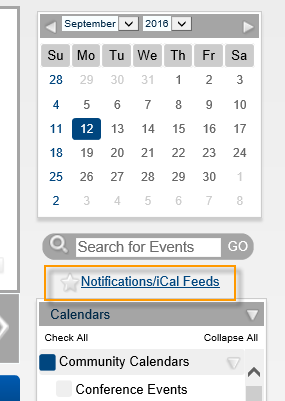 September 2016
Su Mo Tu We Th Fr Sa
28 29 30 31 1 2 3
4 5 6 7 8 9 10
11 12 13 14 15 16 17
18 19 20 21 22 23 24
25 26 27 28 29 30 1
2 3 4 5 6 7 8
Search for Events GO
Notifications/iCal Feeds
Calendars
Check All Collapse All
Community Calendars
Conference Events